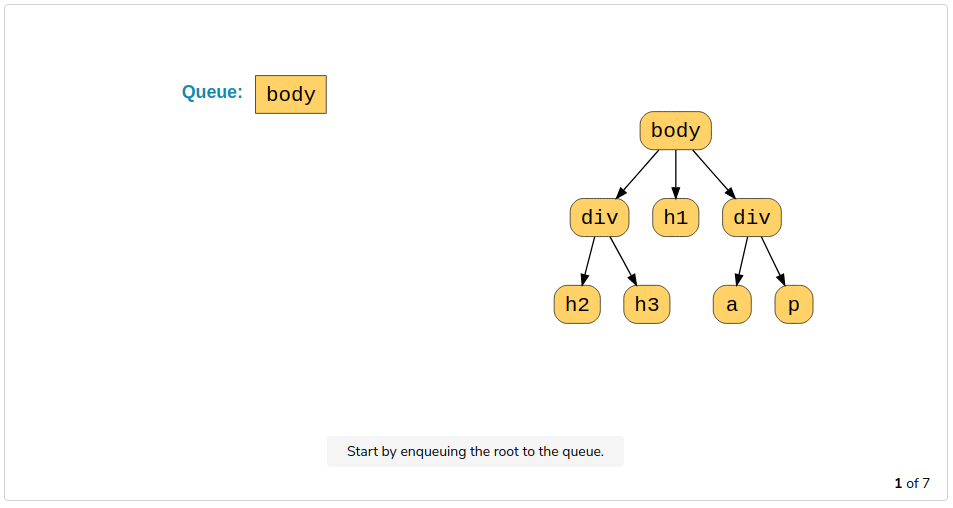 Queue: body
body
div h1 div
h2 h3 a p
Start by enqueuing the root to the queue.
1 of 7